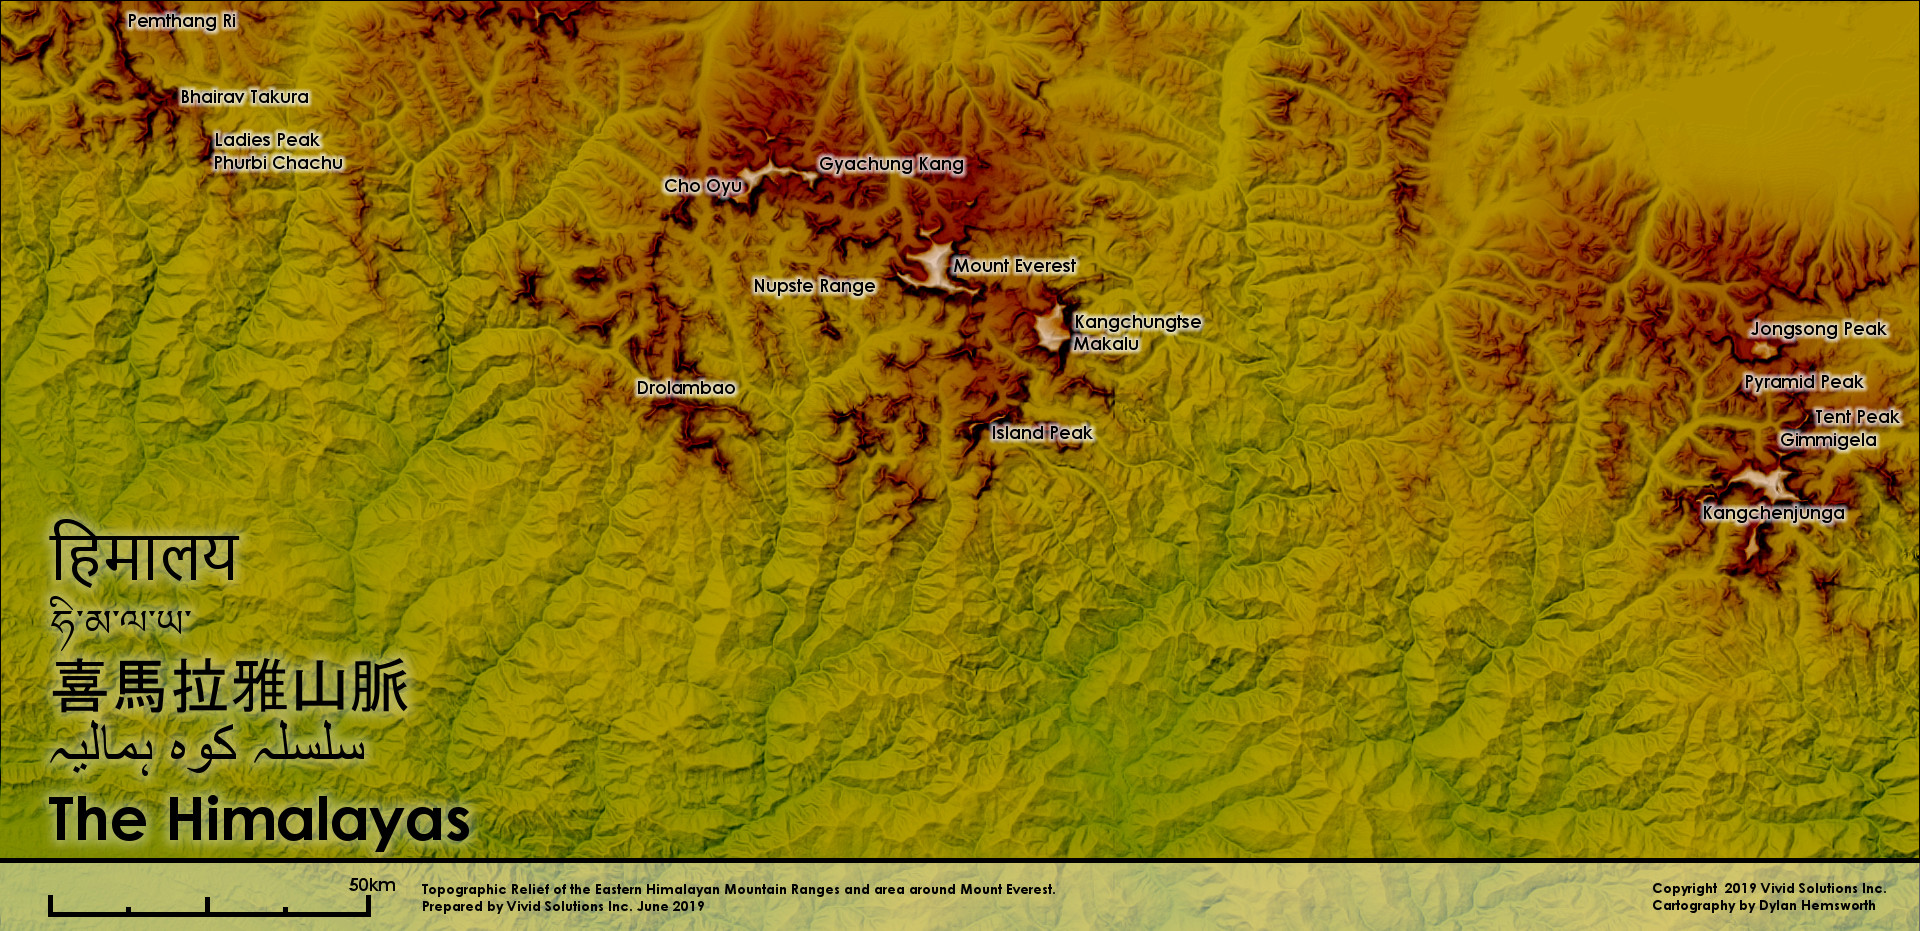 Pemthang Ri
Bhairav Takura
Ladies Peak
Phurbi Chachu
Gyachung Kang
Cho Oyu
Mount Everest
Nupste Range
Kangchungtse
Makalu
Jongsong Peak
Pyramid Peak
Drolambao
Tent Peak
Island Peak
Gimmigela
Kangchenjunga
हिमालय
ཧི་མ་ལ་ཡ་
喜馬拉雅山脈
سلسلہ کوہ ہمالیہ
The Himalayas
50km
Topographic Relief of the Eastern Himalayan Mountain Ranges and area around Mount Everest.
Prepared by Vivid Solutions Inc. June 2019
Copyright 2019 Vivid Solutions Inc.
Cartography by Dylan Hemsworth